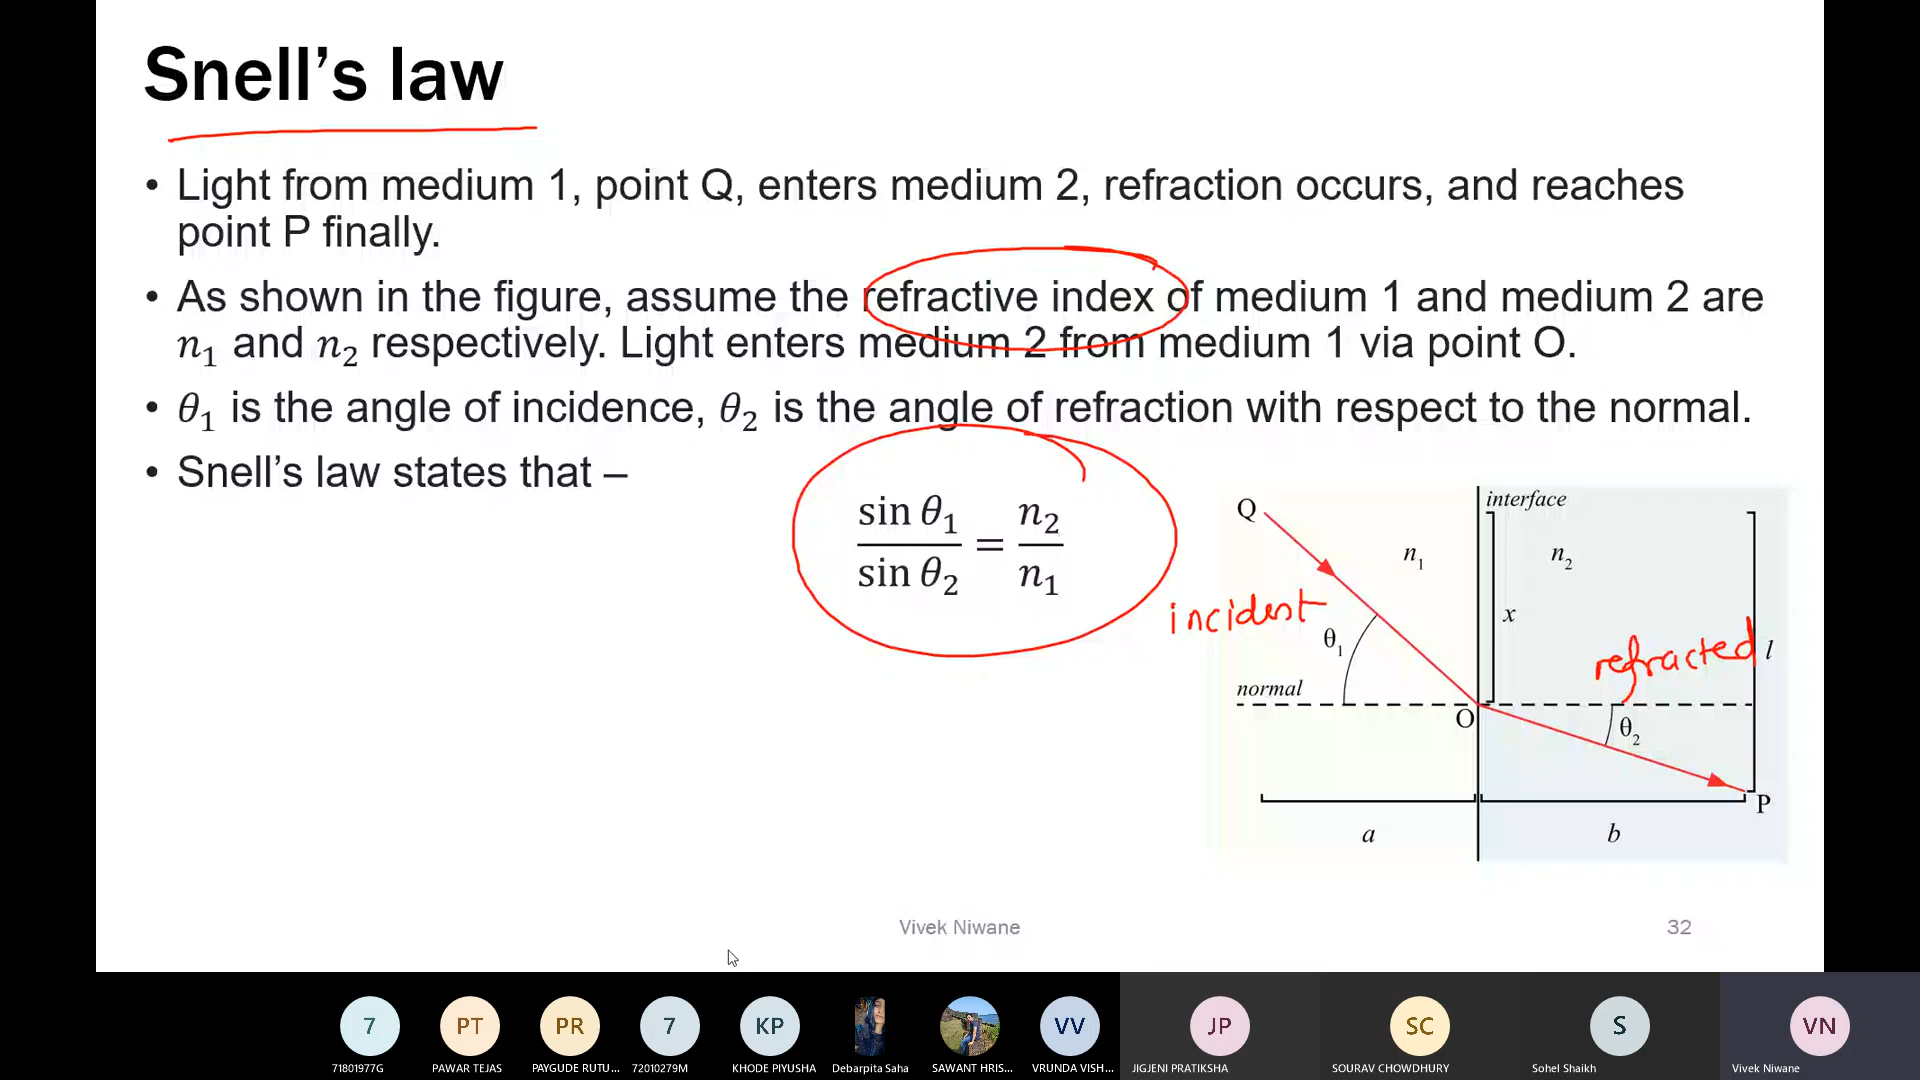 Snell’s law
• Light from medium 1, point Q, enters medium 2, refraction occurs, and reaches
point P finally.
• As shown in the figure, assume the refractive index of medium 1 and medium 2 are
n₁ and n₂ respectively. Light enters medium 2 from medium 1 via point O.
• θ₁ is the angle of incidence, θ₂ is the angle of refraction with respect to the normal.
• Snell’s law states that –
sin θ₁ / sin θ₂ = n₂ / n₁
Q
interface
n₁
n₂
incident
θ₁
x
refracted
l
normal
O
θ₂
P
a
b
Vivek Niwane
32
7
PT
PR
7
KP
VV
JP
SC
S
VN
71801977G
PAWAR TEJAS
PAYGUDE RUTU...
72010279M
KHODE PIYUSHA
Debarpita Saha
SAWANT HRIS...
VRUNDA VISH...
JIGJENI PRATIKSHA
SOURAV CHOWDHURY
Sohel Shaikh
Vivek Niwane